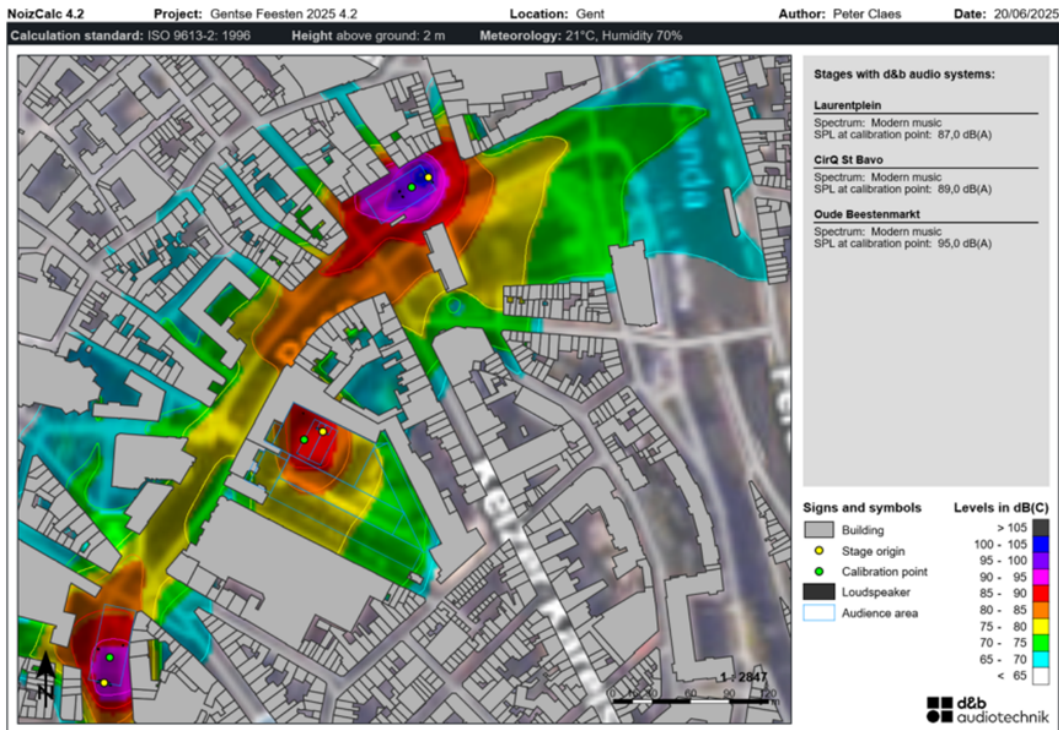 NoizCalc 4.2 Project: Gentse Feesten 2025 4.2 Location: Gent Author: Peter Claes Date: 20/06/2025
Calculation standard: ISO 9613-2: 1996 Height above ground: 2 m Meteorology: 21°C, Humidity 70%
Stages with d&b audio systems:
Laurentplein
Spectrum: Modern music
SPL at calibration point: 87,0 dB(A)
CirQ St Bavo
Spectrum: Modern music
SPL at calibration point: 89,0 dB(A)
Oude Beestenmarkt
Spectrum: Modern music
SPL at calibration point: 95,0 dB(A)
N
1 : 2847
Signs and symbols
Building
Stage origin
Calibration point
Loudspeaker
Audience area
Levels in dB(C)
> 105
100 - 105
95 - 100
90 - 95
85 - 90
80 - 85
75 - 80
70 - 75
65 - 70
< 65
d&b
audiotechnik